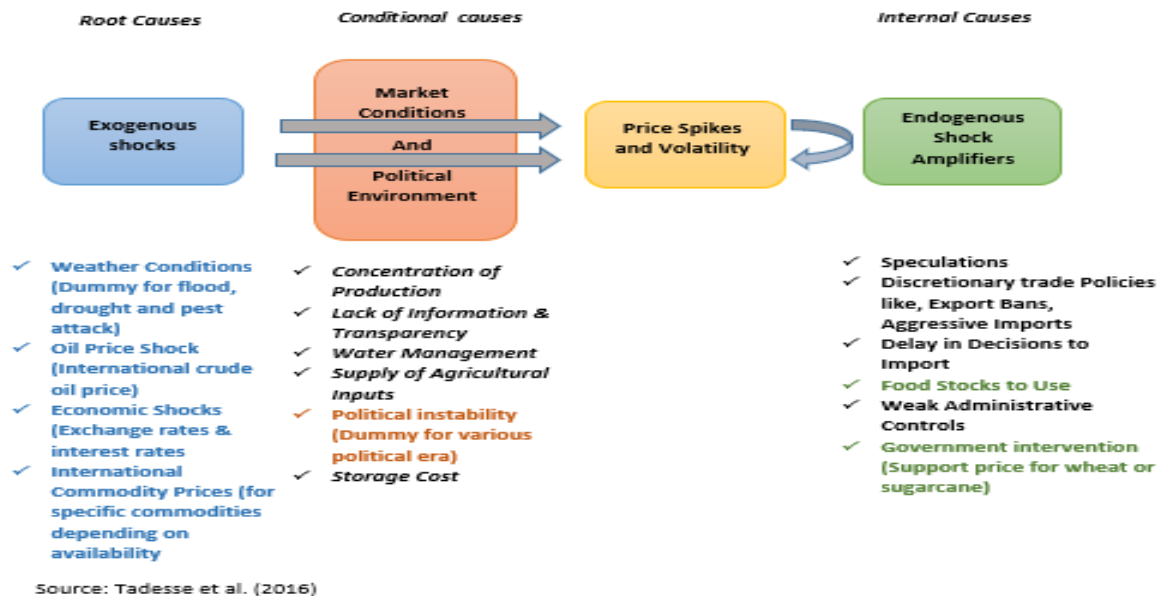 Root Causes
Conditional causes
Internal Causes
Exogenous
shocks
Market
Conditions
And
Political
Environment
Price Spikes
and Volatility
Endogenous
Shock
Amplifiers
✓ Weather Conditions
(Dummy for flood,
drought and pest
attack)
✓ Oil Price Shock
(International crude
oil price)
✓ Economic Shocks
(Exchange rates &
interest rates
✓ International
Commodity Prices (for
specific commodities
depending on
availability
✓ Concentration of
Production
✓ Lack of Information &
Transparency
✓ Water Management
✓ Supply of Agricultural
Inputs
✓ Political instability
(Dummy for various
political era)
✓ Storage Cost
✓ Speculations
✓ Discretionary trade Policies
like, Export Bans,
Aggressive Imports
✓ Delay in Decisions to
Import
✓ Food Stocks to Use
✓ Weak Administrative
Controls
✓ Government intervention
(Support price for wheat or
sugarcane)
Source: Tadesse et al. (2016)